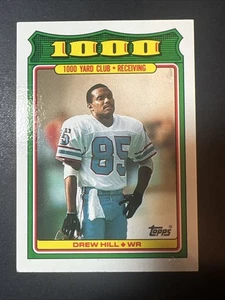 1000
1000 YARD CLUB • RECEIVING
85
Topps
DREW HILL ♦ WR